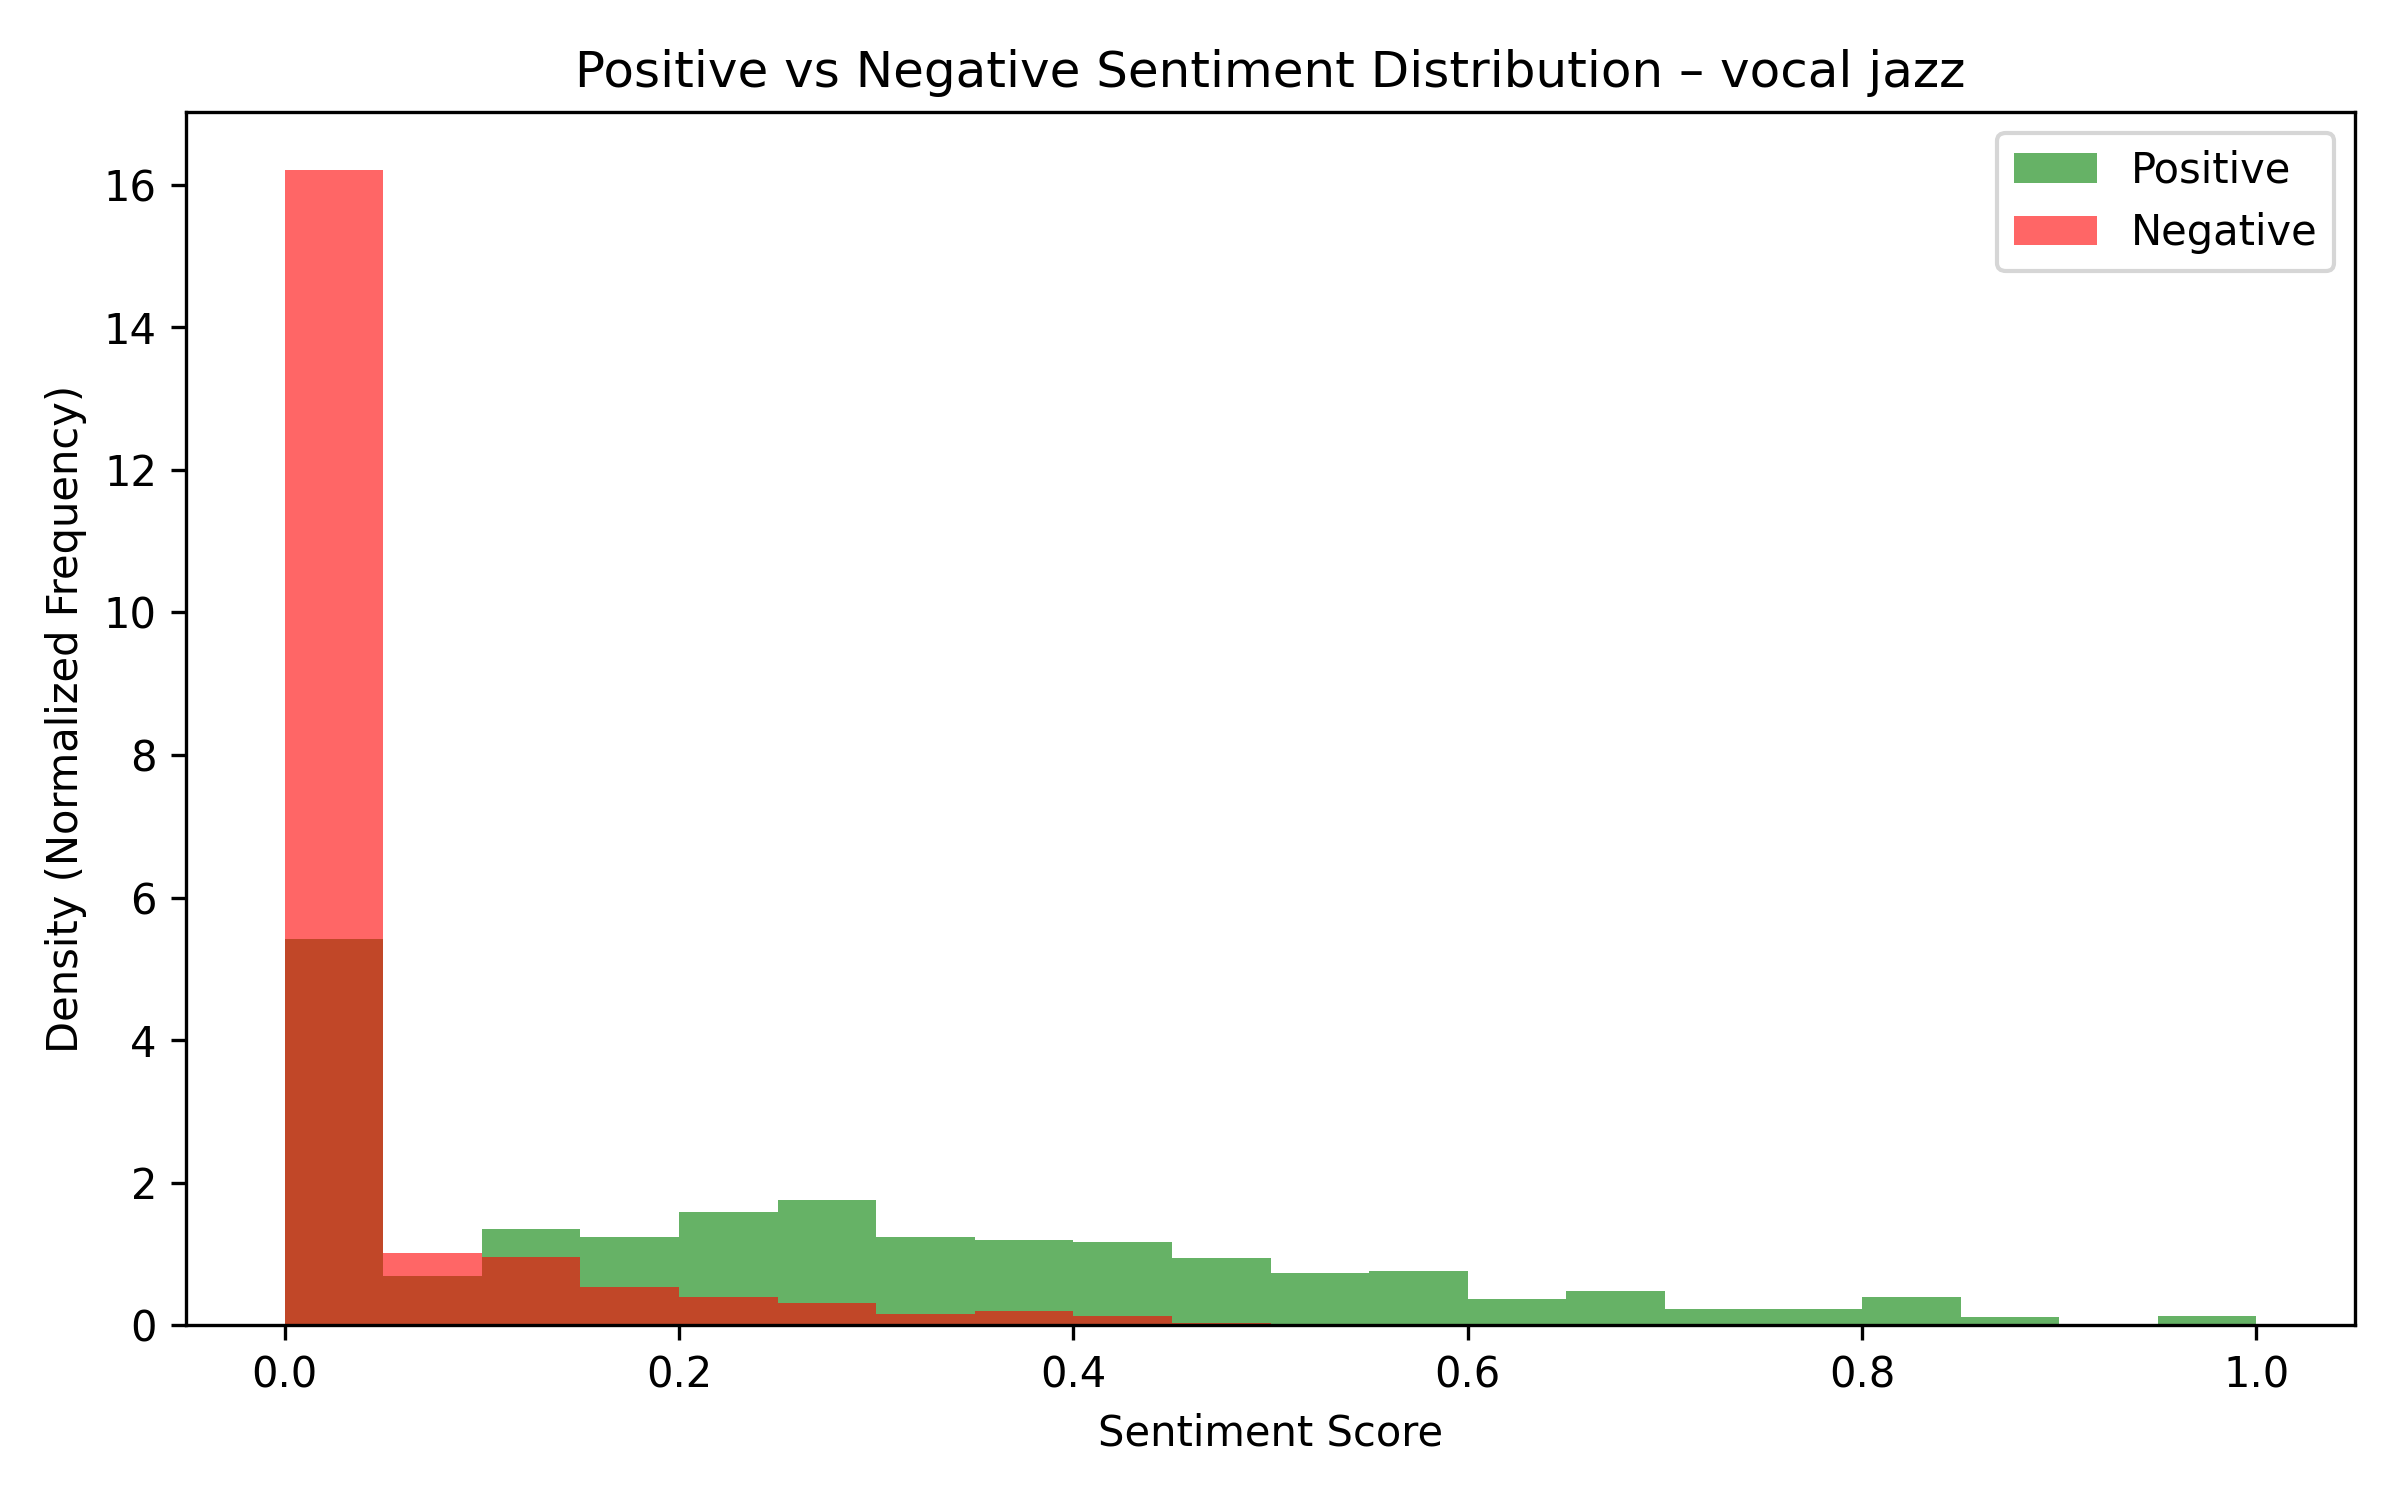 Positive vs Negative Sentiment Distribution – vocal jazz
Positive
Negative
Density (Normalized Frequency)
16
14
12
10
8
6
4
2
0
0.0 0.2 0.4 0.6 0.8 1.0
Sentiment Score